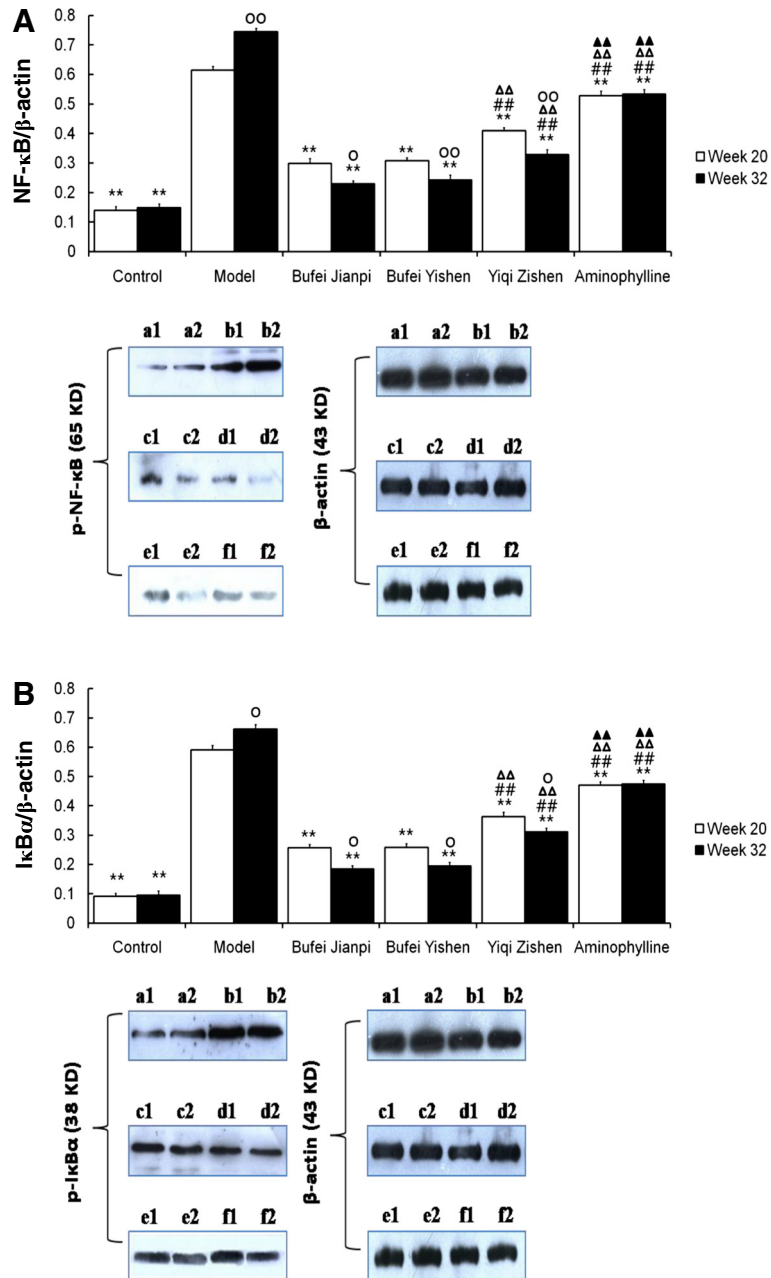 A
NF-κB/β-actin
0.8
0.7
0.6
0.5
0.4
0.3
0.2
0.1
0
** **
OO
** O **
** OO **
ΔΔ ## ** OO ΔΔ ## **
▲▲ ΔΔ ## ** ▲▲ ΔΔ ## **
Control Model Bufei Jianpi Bufei Yishen Yiqi Zishen Aminophylline
Week 20
Week 32
p-NF-κB (65 KD)
a1 a2 b1 b2
c1 c2 d1 d2
e1 e2 f1 f2
β-actin (43 KD)
a1 a2 b1 b2
c1 c2 d1 d2
e1 e2 f1 f2
B
IκBα/β-actin
0.8
0.7
0.6
0.5
0.4
0.3
0.2
0.1
0
** **
O
** O **
** O **
ΔΔ ## ** O ΔΔ ## **
▲▲ ΔΔ ## ** ▲▲ ΔΔ ## **
Control Model Bufei Jianpi Bufei Yishen Yiqi Zishen Aminophylline
Week 20
Week 32
p-IκBα (38 KD)
a1 a2 b1 b2
c1 c2 d1 d2
e1 e2 f1 f2
β-actin (43 KD)
a1 a2 b1 b2
c1 c2 d1 d2
e1 e2 f1 f2